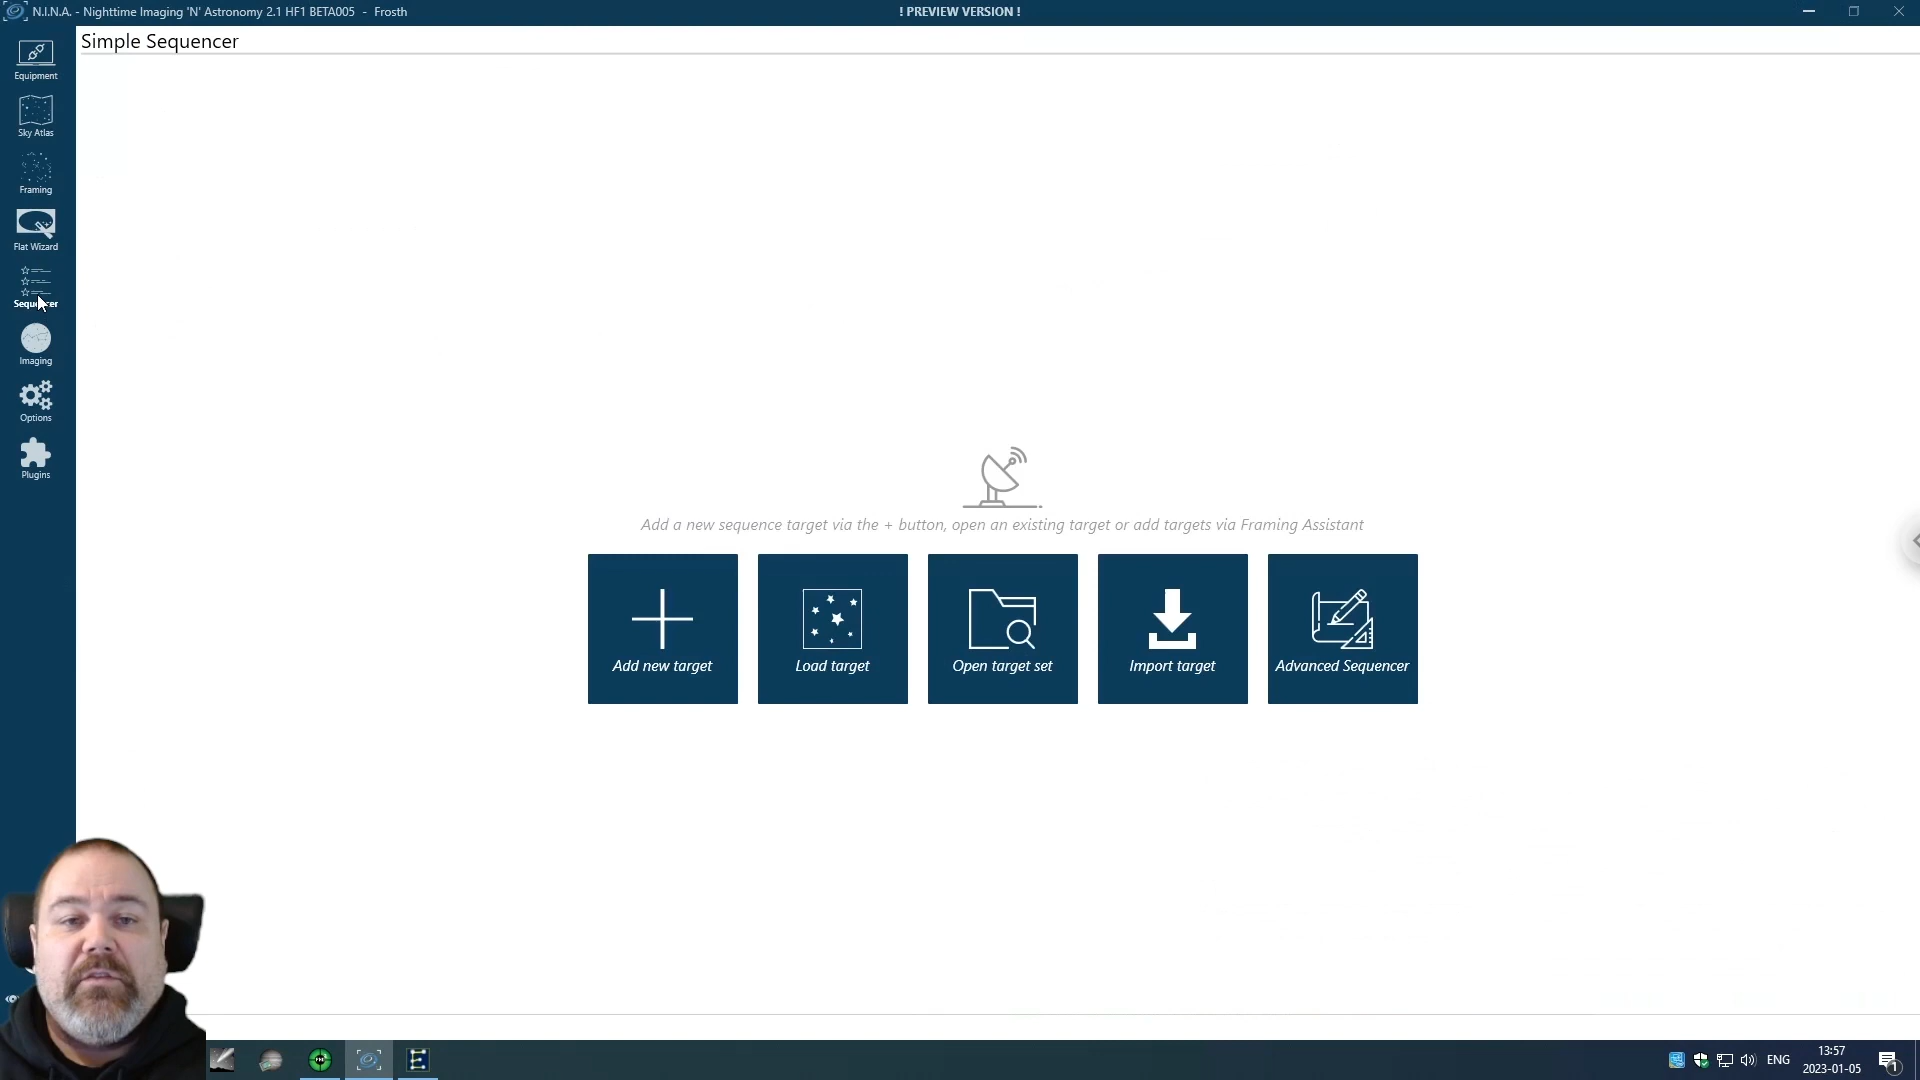 N.I.N.A. - Nighttime Imaging 'N' Astronomy 2.1 HF1 BETA005 - Frosth
! PREVIEW VERSION !
Simple Sequencer
Equipment
Sky Atlas
Framing
Flat Wizard
Sequencer
Imaging
Options
Plugins
Add a new sequence target via the + button, open an existing target or add targets via Framing Assistant
Add new target
Load target
Open target set
Import target
Advanced Sequencer
ENG
13:57
2023-01-05
1